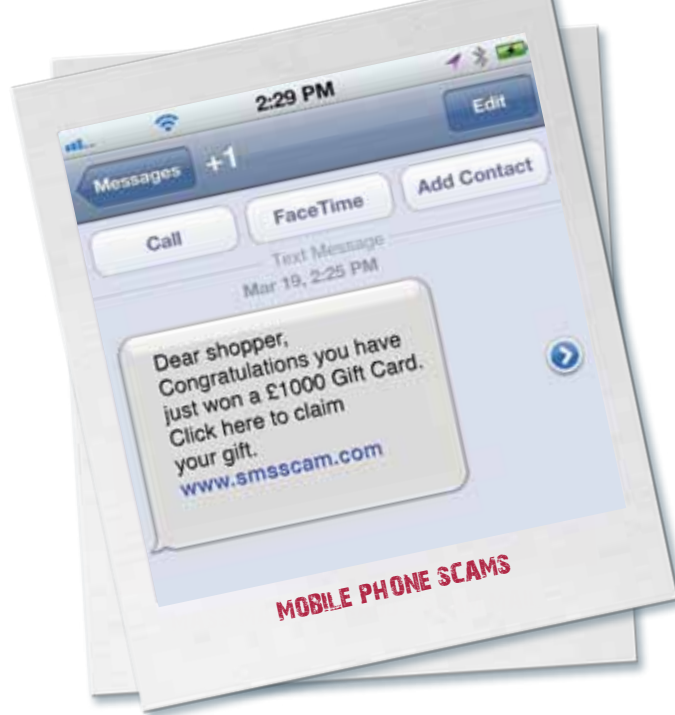 2:29 PM
Messages +1 Edit
Call FaceTime Add Contact
Text Message
Mar 19, 2:25 PM
Dear shopper,
Congratulations you have
just won a £1000 Gift Card.
Click here to claim
your gift.
www.smsscam.com
MOBILE PHONE SCAMS